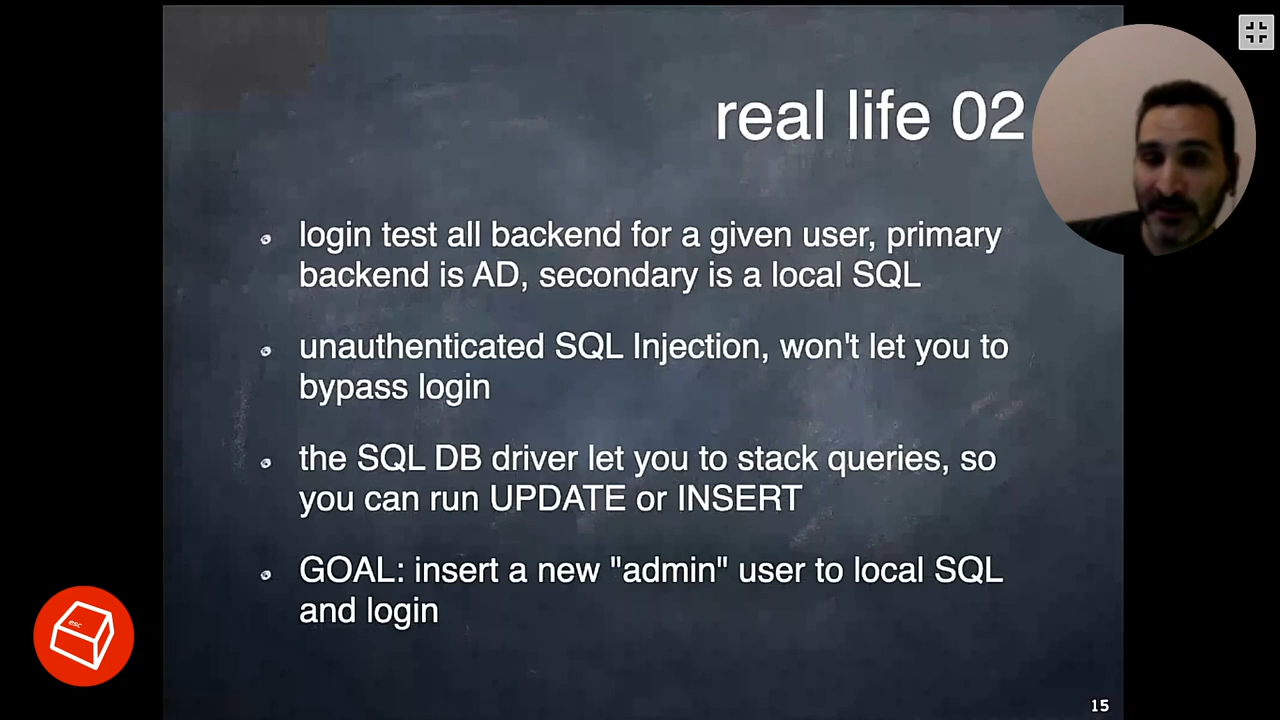 real life 02
login test all backend for a given user, primary
backend is AD, secondary is a local SQL
unauthenticated SQL Injection, won't let you to
bypass login
the SQL DB driver let you to stack queries, so
you can run UPDATE or INSERT
GOAL: insert a new "admin" user to local SQL
and login
esc
15